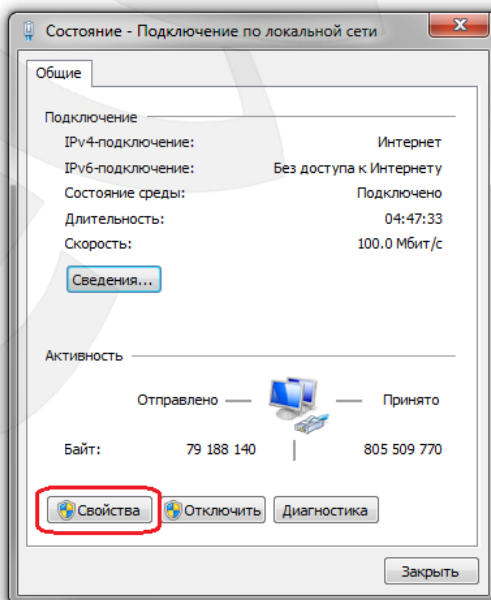 Состояние - Подключение по локальной сети
Общие
Подключение
IPv4-подключение: Интернет
IPv6-подключение: Без доступа к Интернету
Состояние среды: Подключено
Длительность: 04:47:33
Скорость: 100.0 Мбит/с
Сведения...
Активность
Отправлено Принято
Байт: 79 188 140 805 509 770
Свойства Отключить Диагностика
Закрыть